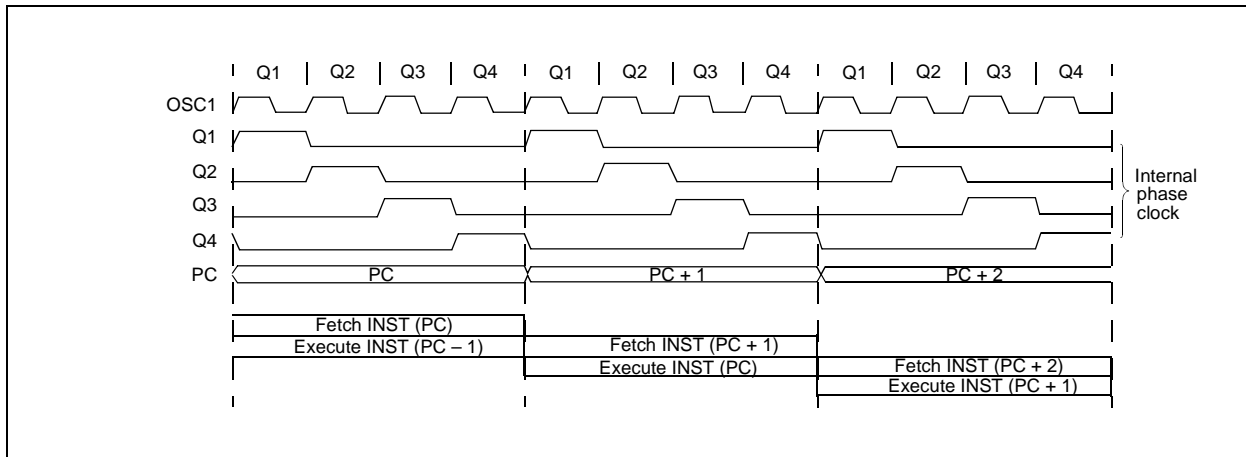 Q1 Q2 Q3 Q4 Q1 Q2 Q3 Q4 Q1 Q2 Q3 Q4
OSC1
Q1
Q2
Q3
Q4
Internal
phase
clock
PC PC PC + 1 PC + 2
Fetch INST (PC)
Execute INST (PC – 1) Fetch INST (PC + 1)
Execute INST (PC) Fetch INST (PC + 2)
Execute INST (PC + 1)